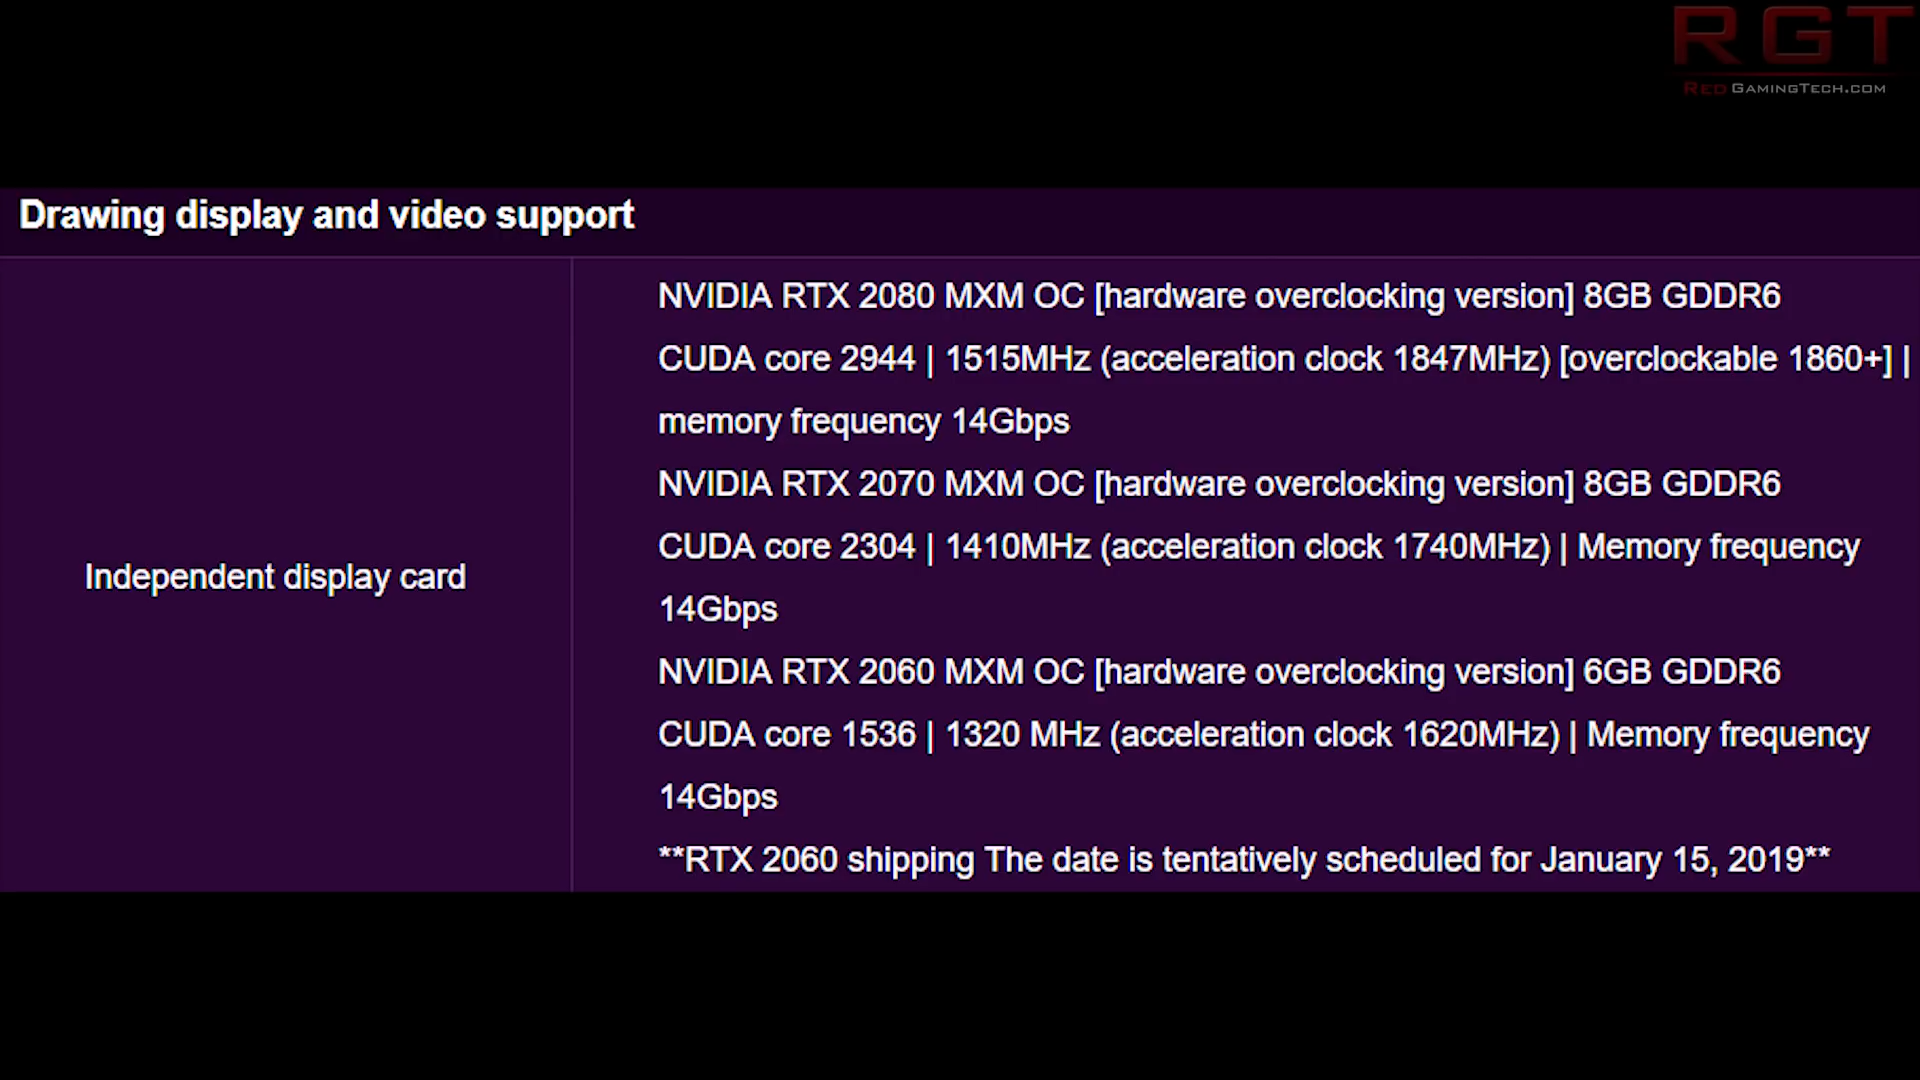 RGT
RedGamingTech.com
Drawing display and video support
Independent display card
NVIDIA RTX 2080 MXM OC [hardware overclocking version] 8GB GDDR6
CUDA core 2944 | 1515MHz (acceleration clock 1847MHz) [overclockable 1860+] |
memory frequency 14Gbps
NVIDIA RTX 2070 MXM OC [hardware overclocking version] 8GB GDDR6
CUDA core 2304 | 1410MHz (acceleration clock 1740MHz) | Memory frequency
14Gbps
NVIDIA RTX 2060 MXM OC [hardware overclocking version] 6GB GDDR6
CUDA core 1536 | 1320 MHz (acceleration clock 1620MHz) | Memory frequency
14Gbps
**RTX 2060 shipping The date is tentatively scheduled for January 15, 2019**